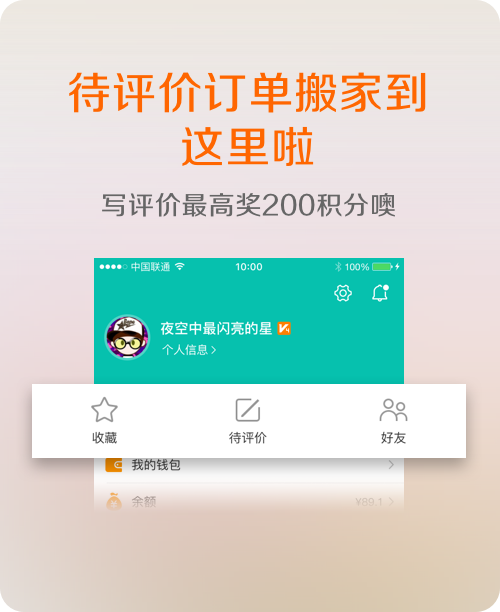 待评价订单搬家到
这里啦
写评价最高奖200积分噢
中国联通 10:00 100%
夜空中最闪亮的星 V4
个人信息 >
收藏 待评价 好友
我的钱包
余额 ¥89.1